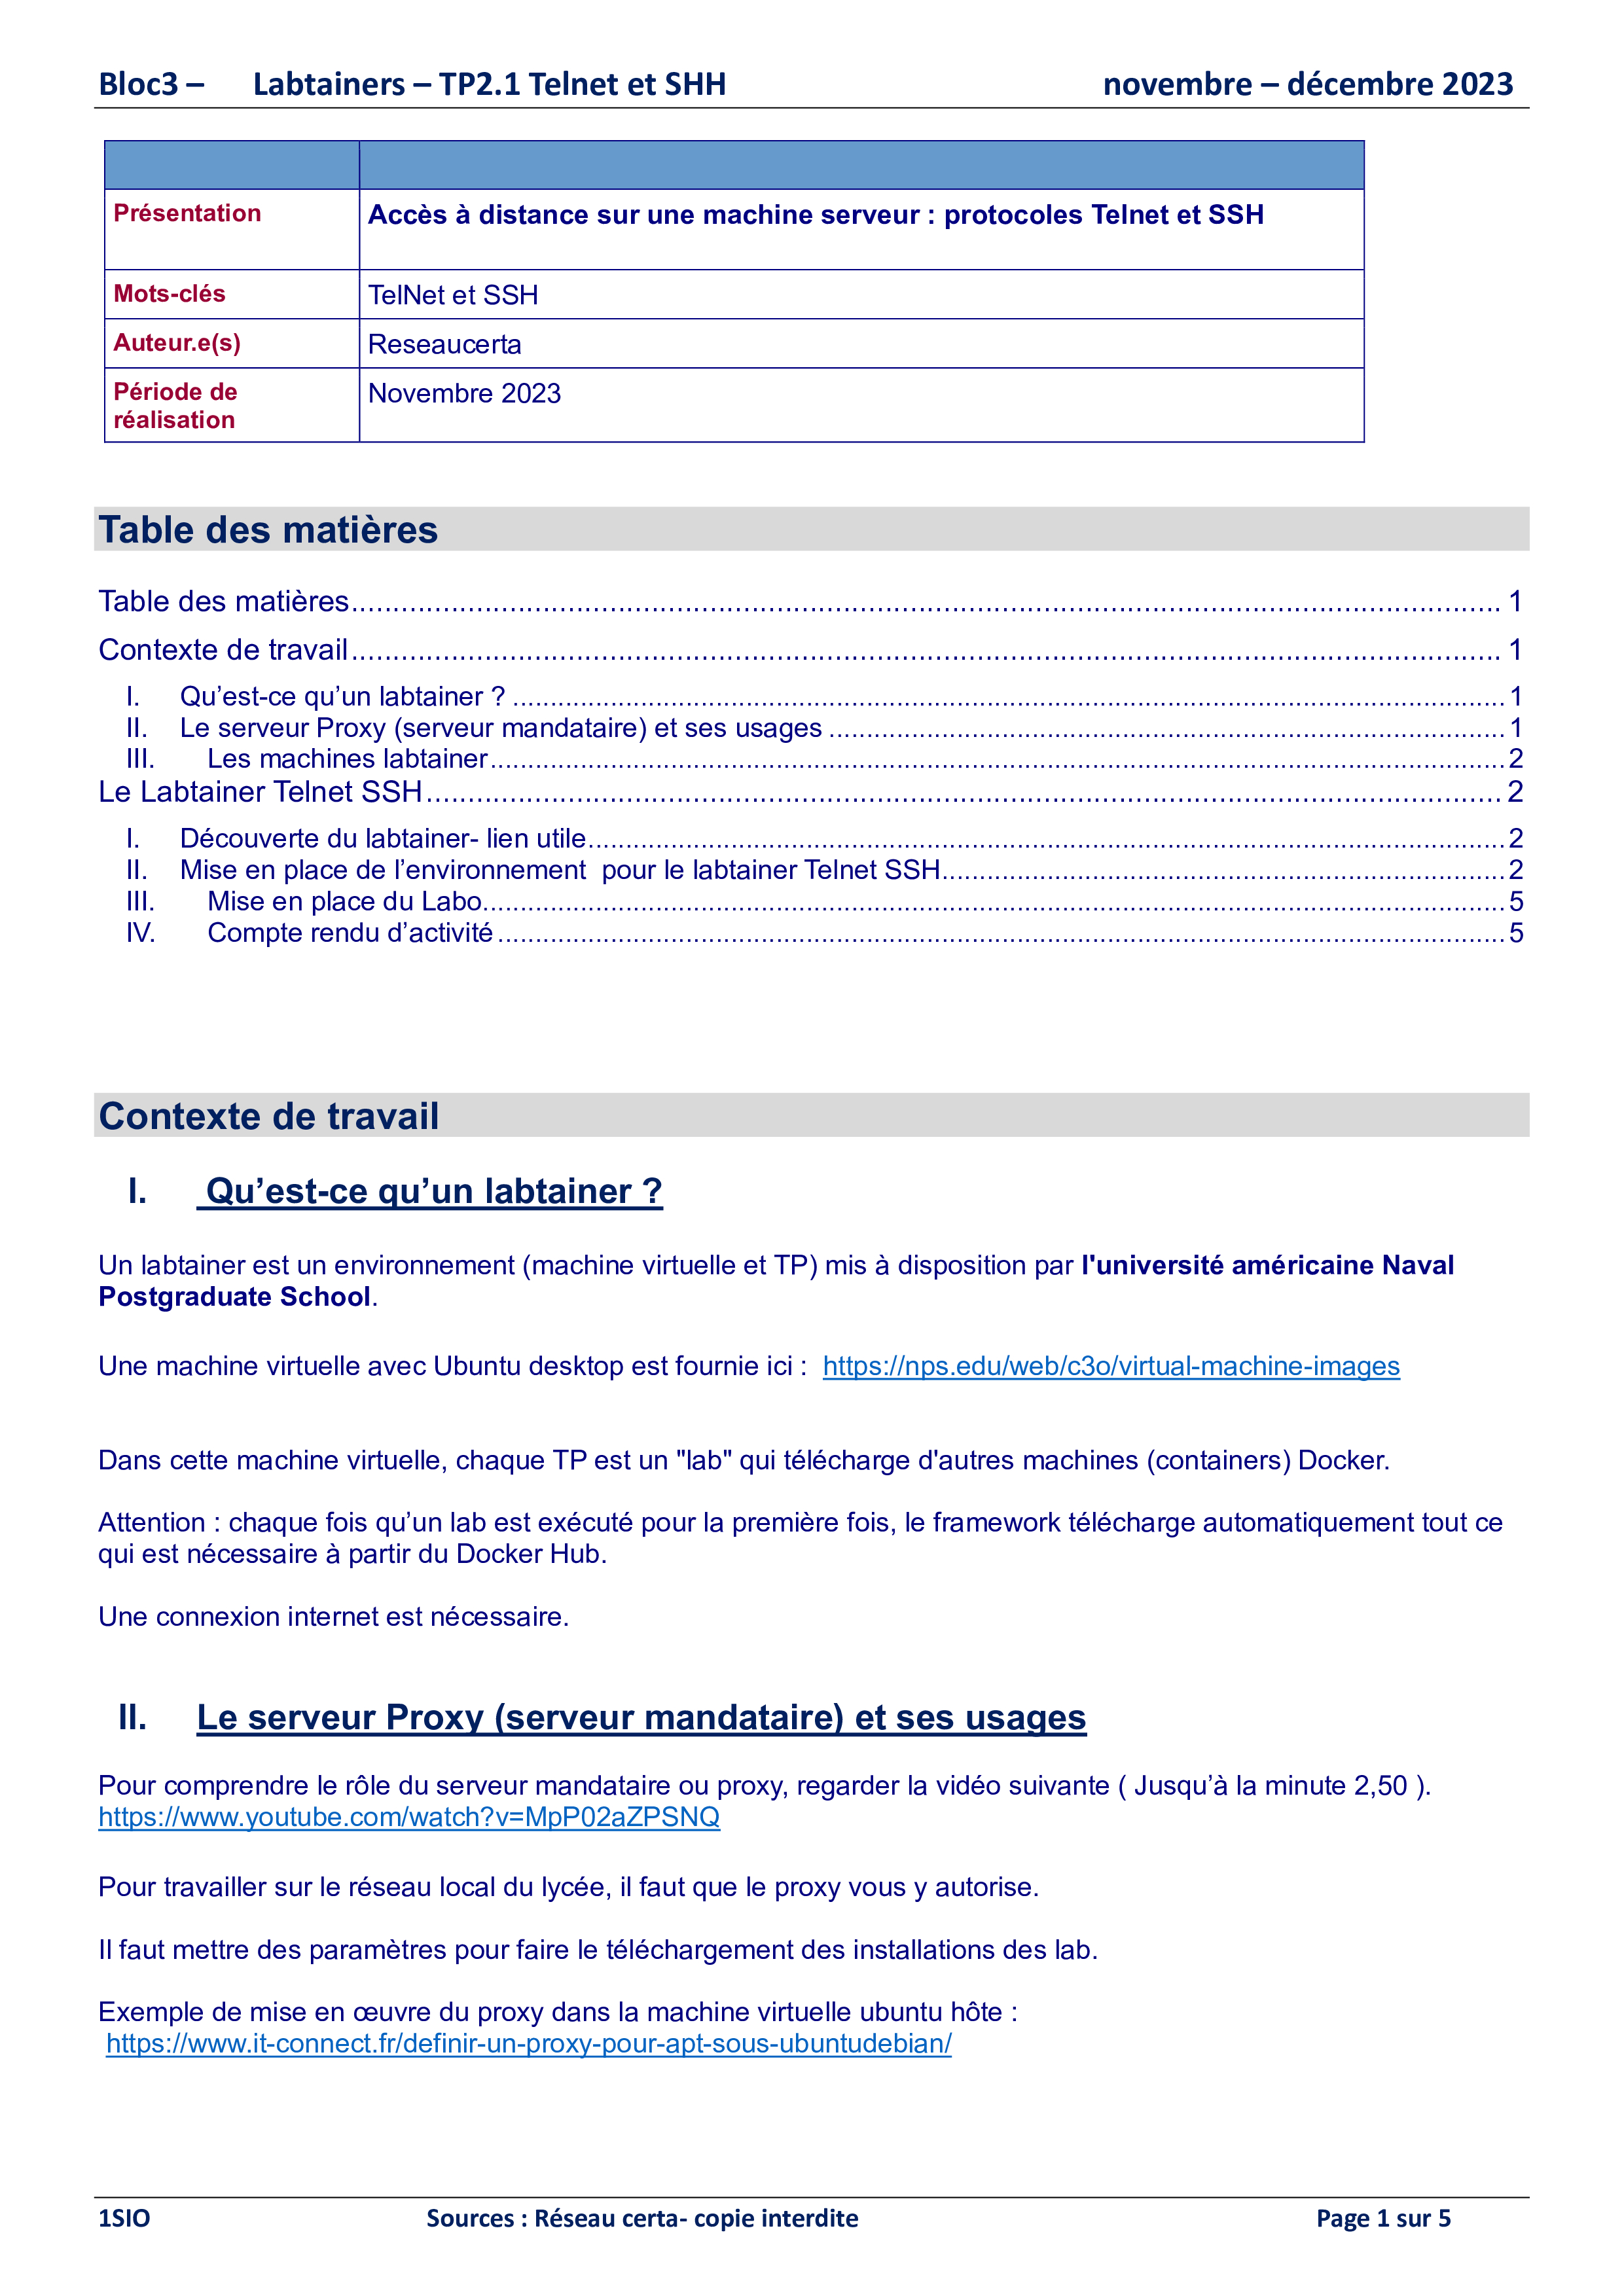 Bloc3 – Labtainers – TP2.1 Telnet et SHH novembre – décembre 2023
Présentation Accès à distance sur une machine serveur : protocoles Telnet et SSH
Mots-clés TelNet et SSH
Auteur.e(s) Reseaucerta
Période de réalisation Novembre 2023
Table des matières
Table des matières 1
Contexte de travail 1
I. Qu’est-ce qu’un labtainer ? 1
II. Le serveur Proxy (serveur mandataire) et ses usages 1
III. Les machines labtainer 2
Le Labtainer Telnet SSH 2
I. Découverte du labtainer- lien utile 2
II. Mise en place de l’environnement  pour le labtainer Telnet SSH 2
III. Mise en place du Labo. 5
IV. Compte rendu d’activité 5
Contexte de travail
I. Qu’est-ce qu’un labtainer ?
Un labtainer est un environnement (machine virtuelle et TP) mis à disposition par l'université américaine Naval
Postgraduate School.
Une machine virtuelle avec Ubuntu desktop est fournie ici :  https://nps.edu/web/c3o/virtual-machine-images
Dans cette machine virtuelle, chaque TP est un "lab" qui télécharge d'autres machines (containers) Docker.
Attention : chaque fois qu’un lab est exécuté pour la première fois, le framework télécharge automatiquement tout ce
qui est nécessaire à partir du Docker Hub.
Une connexion internet est nécessaire.
II. Le serveur Proxy (serveur mandataire) et ses usages
Pour comprendre le rôle du serveur mandataire ou proxy, regarder la vidéo suivante ( Jusqu’à la minute 2,50 ).
https://www.youtube.com/watch?v=MpP02aZPSNQ
Pour travailler sur le réseau local du lycée, il faut que le proxy vous y autorise.
Il faut mettre des paramètres pour faire le téléchargement des installations des lab.
Exemple de mise en œuvre du proxy dans la machine virtuelle ubuntu hôte :
https://www.it-connect.fr/definir-un-proxy-pour-apt-sous-ubuntudebian/
1SIO Sources : Réseau certa- copie interdite Page 1 sur 5